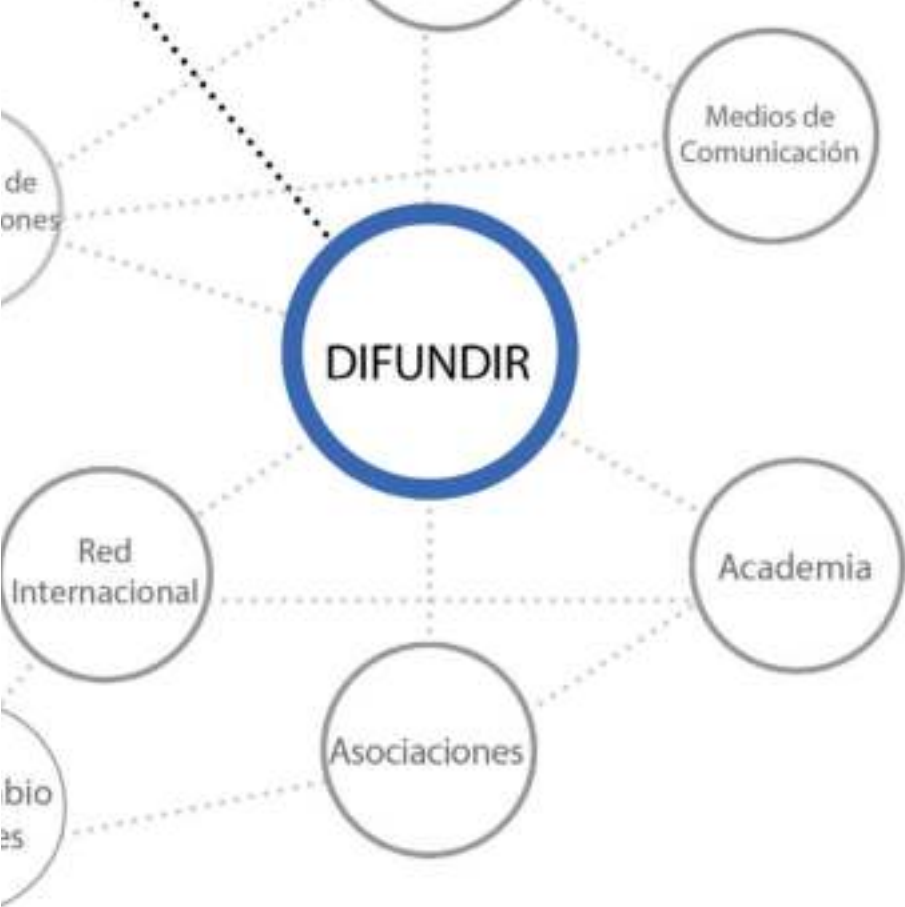 Medios de
Comunicación
de
DIFUNDIR
Red
Internacional
Academia
Asociaciones